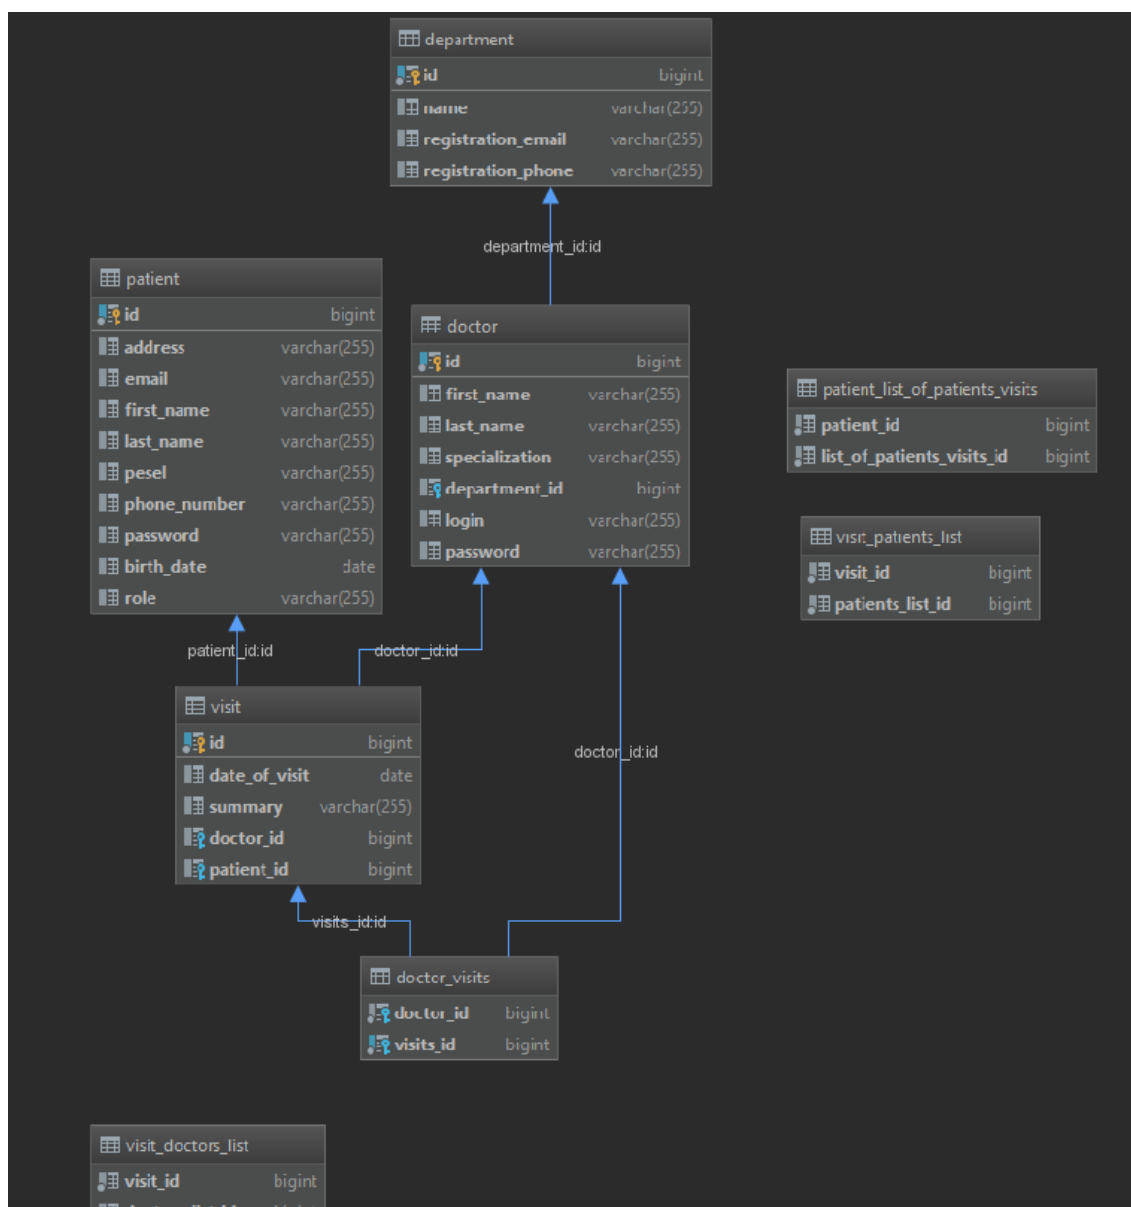 department
id bigint
name varchar(255)
registration_email varchar(255)
registration_phone varchar(255)
department_id:id
patient
id bigint
address varchar(255)
email varchar(255)
first_name varchar(255)
last_name varchar(255)
pesel varchar(255)
phone_number varchar(255)
password varchar(255)
birth_date date
role varchar(255)
doctor
id bigint
first_name varchar(255)
last_name varchar(255)
specialization varchar(255)
department_id bigint
login varchar(255)
password varchar(255)
patient_list_of_patients_visits
patient_id bigint
list_of_patients_visits_id bigint
visit_patients_list
visit_id bigint
patients_list_id bigint
patient_id:id
doctor_id:id
visit
id bigint
date_of_visit date
summary varchar(255)
doctor_id bigint
patient_id bigint
doctor_id:id
visits_id:id
doctor_visits
doctor_id bigint
visits_id bigint
visit_doctors_list
visit_id bigint